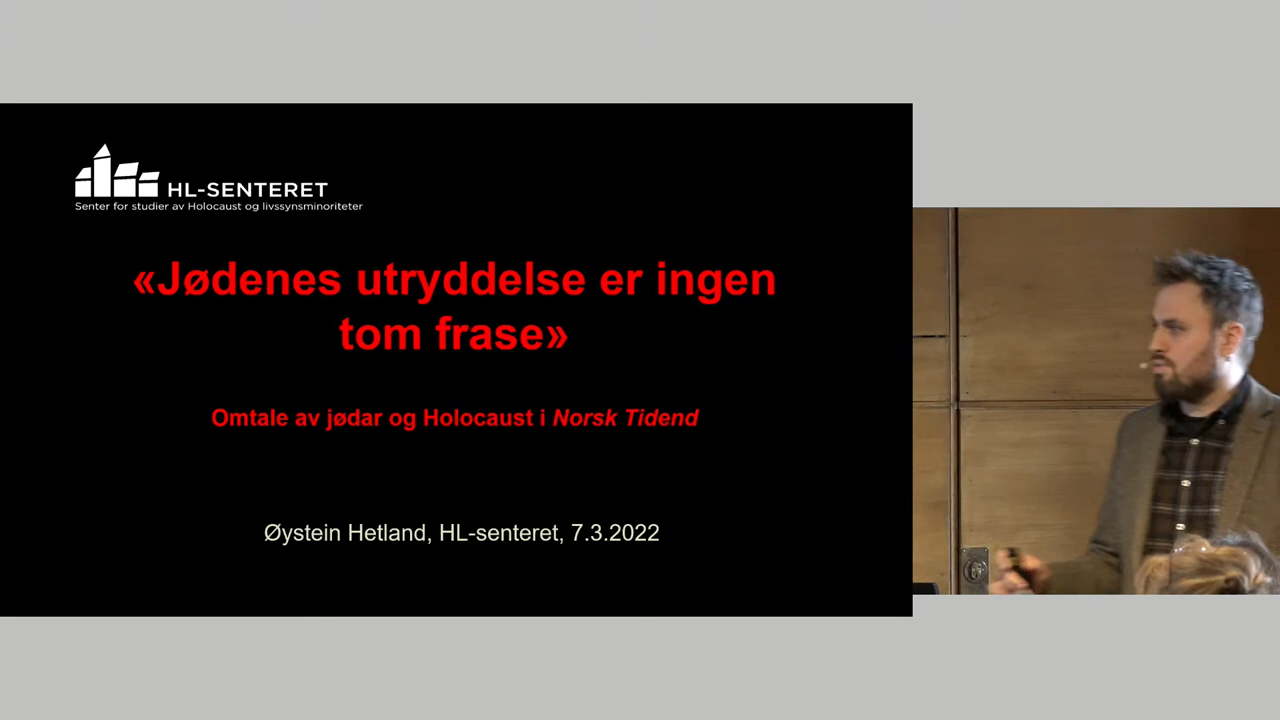 HL-SENTERET
Senter for studier av Holocaust og livssynsminoriteter
«Jødenes utryddelse er ingen
tom frase»
Omtale av jødar og Holocaust i Norsk Tidend
Øystein Hetland, HL-senteret, 7.3.2022